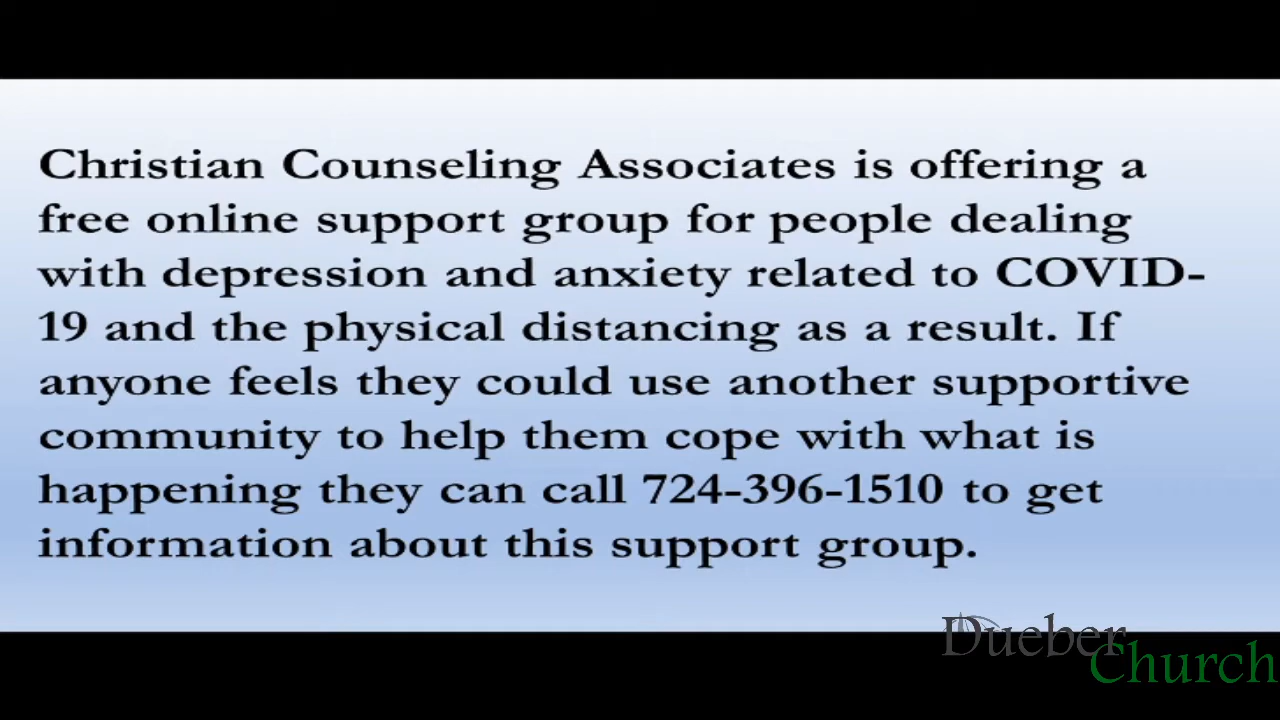 Christian Counseling Associates is offering a
free online support group for people dealing
with depression and anxiety related to COVID-
19 and the physical distancing as a result. If
anyone feels they could use another supportive
community to help them cope with what is
happening they can call 724-396-1510 to get
information about this support group.
Dueber
Church